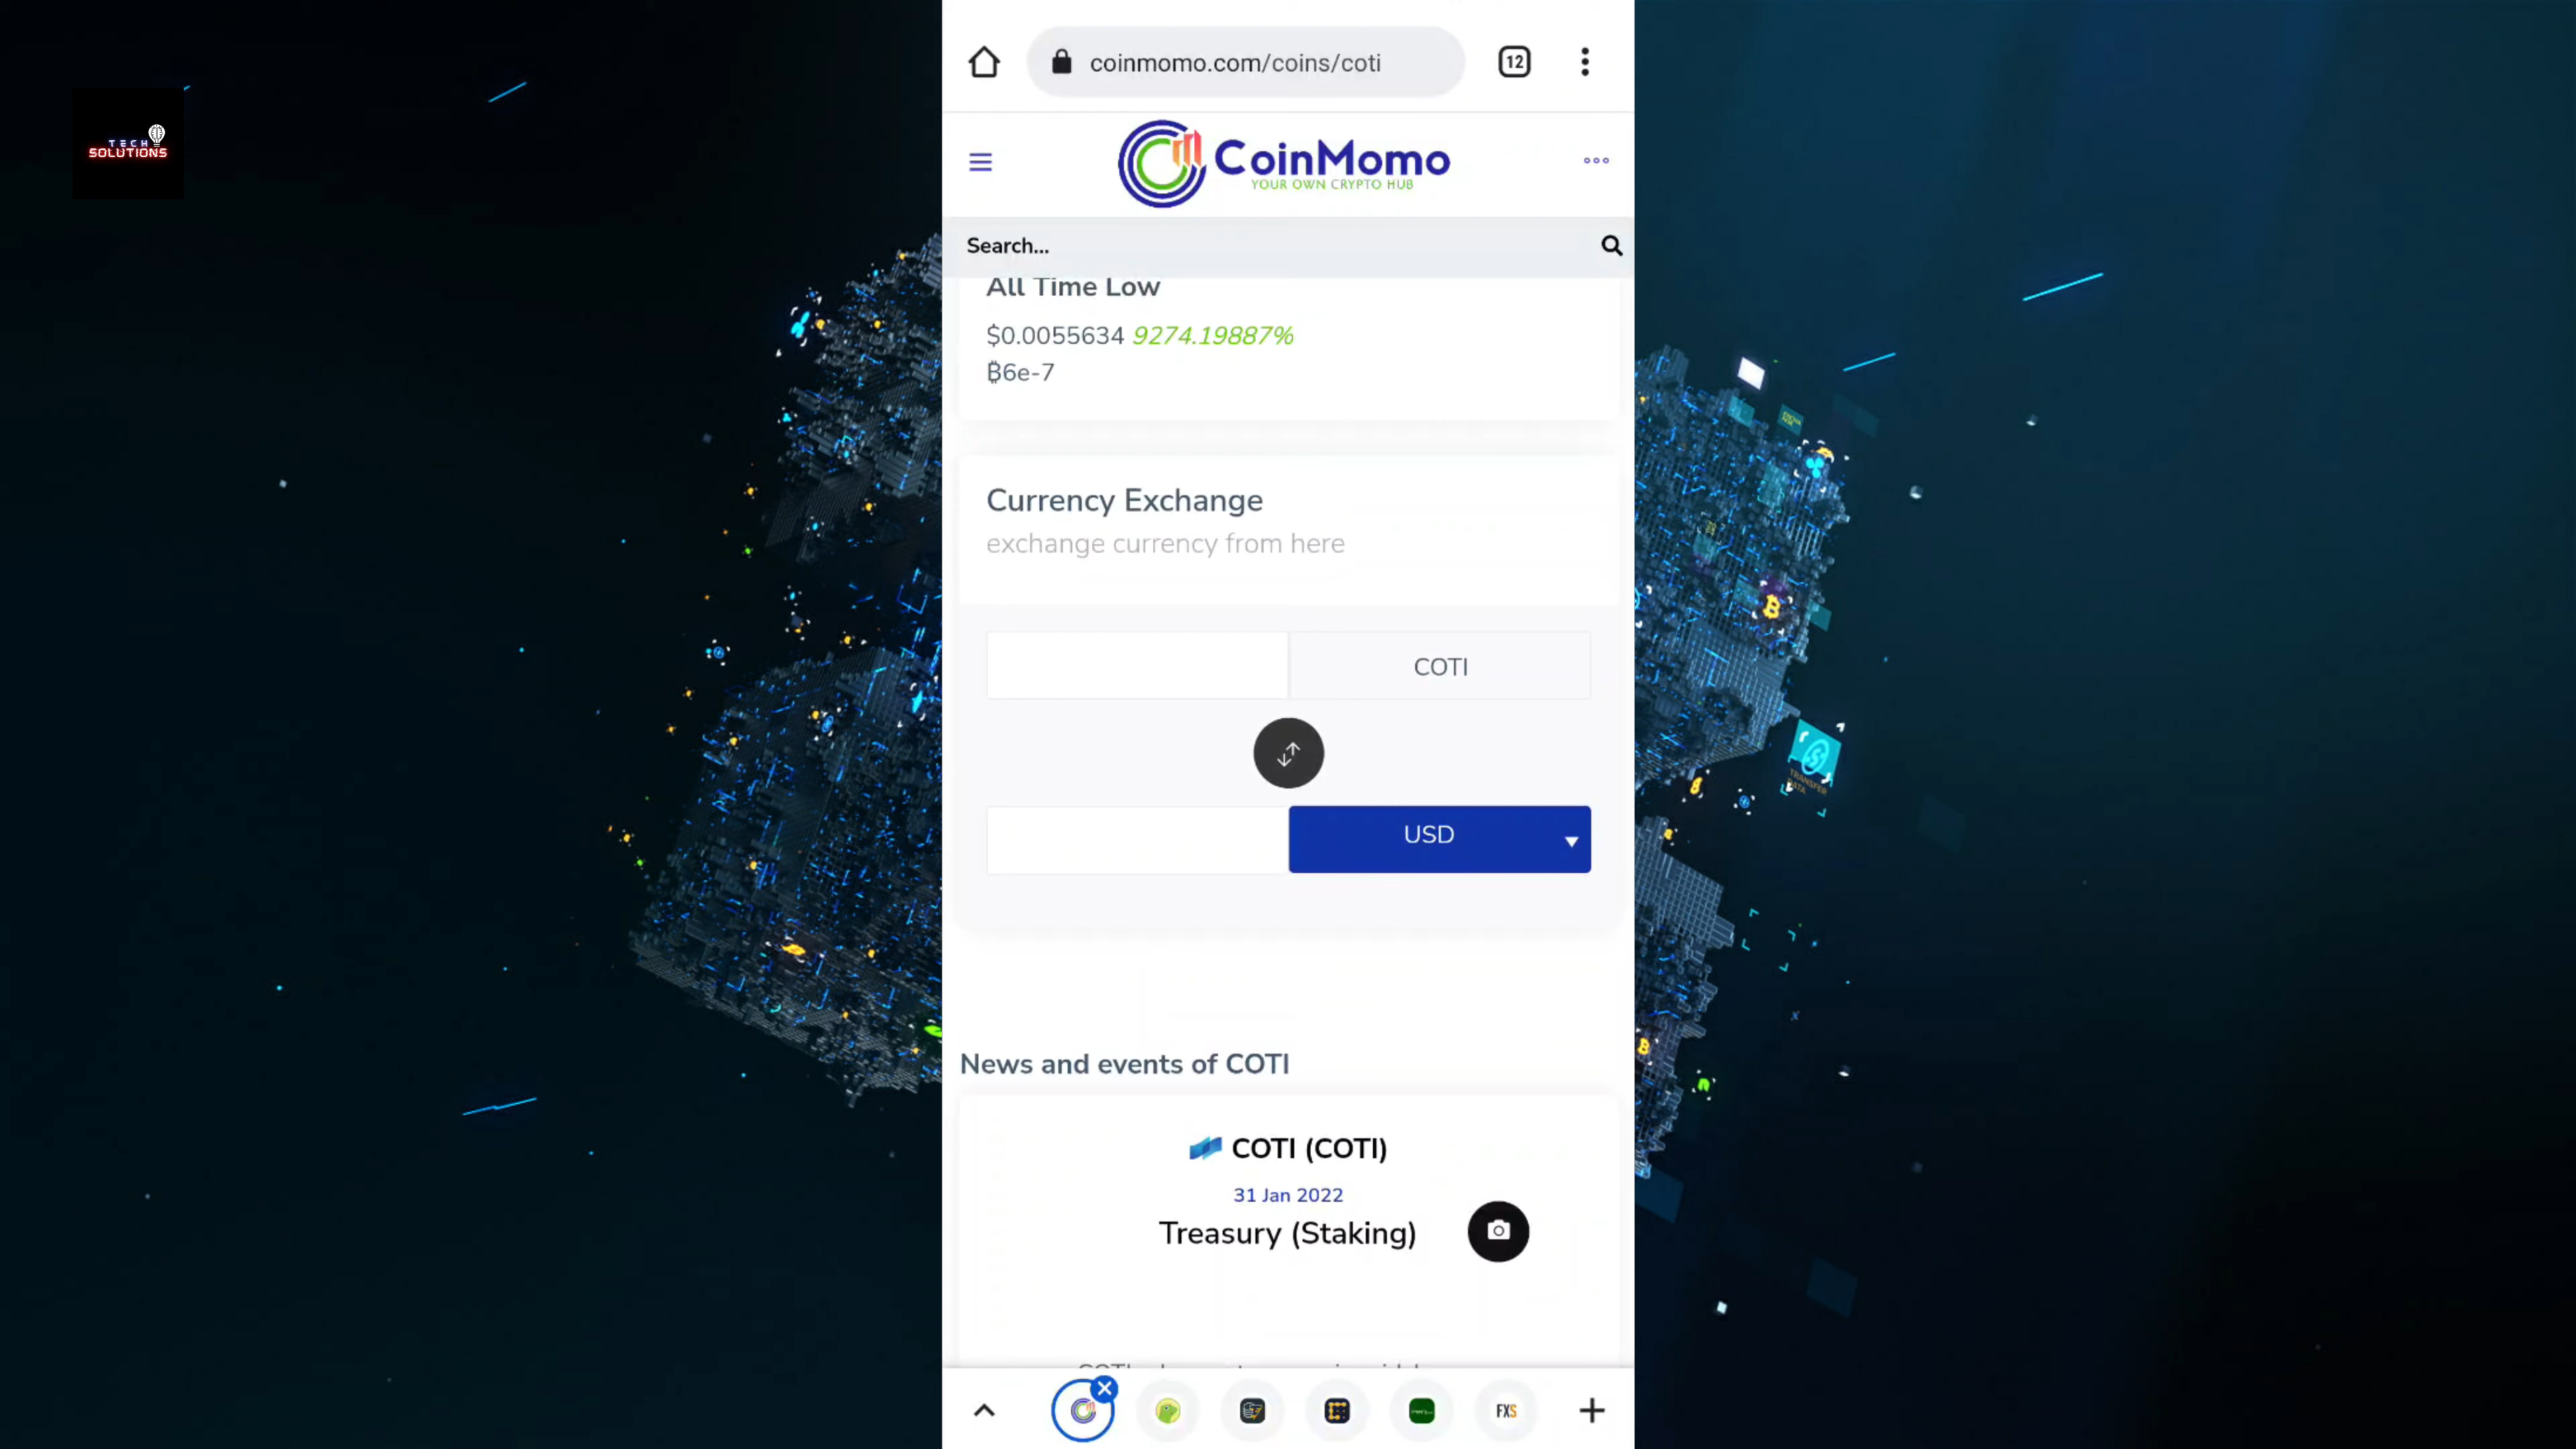 TECH
SOLUTIONS
coinmomo.com/coins/coti
12
CoinMomo
YOUR OWN CRYPTO HUB
Search...
All Time Low
$0.0055634 9274.19887%
₿6e-7
Currency Exchange
exchange currency from here
COTI
USD
TRANSFER
DATA
News and events of COTI
COTI (COTI)
31 Jan 2022
Treasury (Staking)
FXS